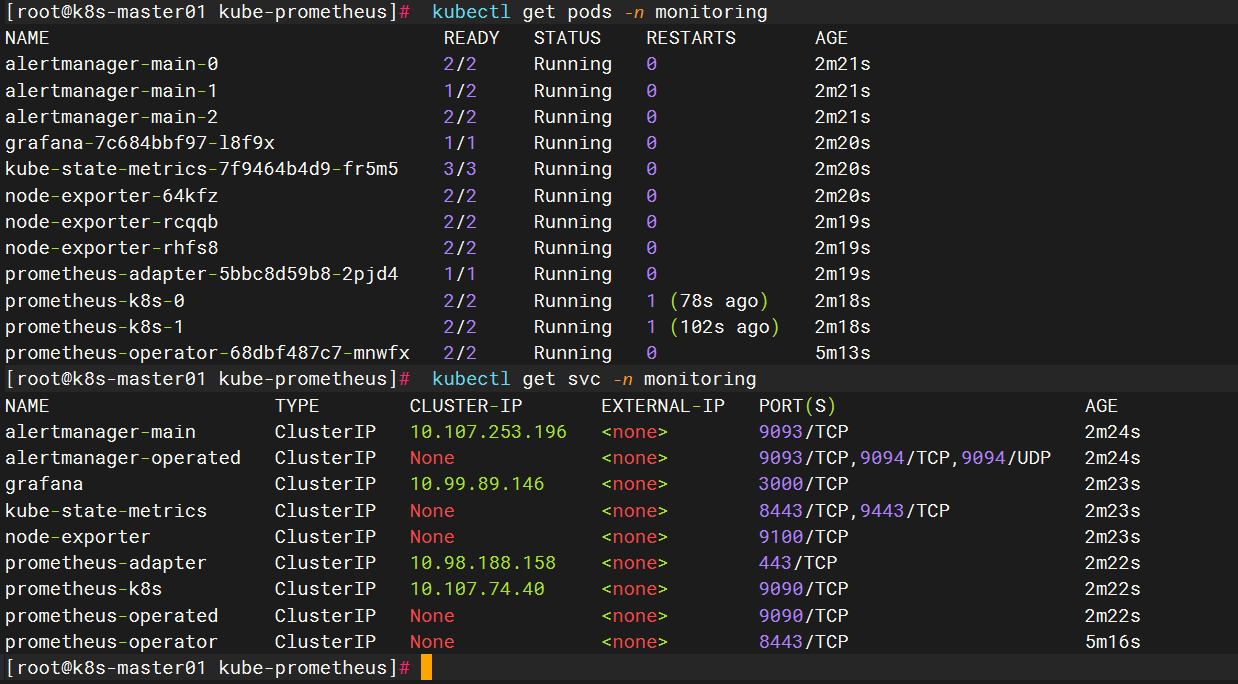 [root@k8s-master01 kube-prometheus]#  kubectl get pods -n monitoring
NAME                                   READY   STATUS    RESTARTS       AGE
alertmanager-main-0                    2/2     Running   0              2m21s
alertmanager-main-1                    1/2     Running   0              2m21s
alertmanager-main-2                    2/2     Running   0              2m21s
grafana-7c684bbf97-l8f9x               1/1     Running   0              2m20s
kube-state-metrics-7f9464b4d9-fr5m5    3/3     Running   0              2m20s
node-exporter-64kfz                    2/2     Running   0              2m20s
node-exporter-rcqqb                    2/2     Running   0              2m19s
node-exporter-rhfs8                    2/2     Running   0              2m19s
prometheus-adapter-5bbc8d59b8-2pjd4    1/1     Running   0              2m19s
prometheus-k8s-0                       2/2     Running   1 (78s ago)    2m18s
prometheus-k8s-1                       2/2     Running   1 (102s ago)   2m18s
prometheus-operator-68dbf487c7-mnwfx   2/2     Running   0              5m13s
[root@k8s-master01 kube-prometheus]#  kubectl get svc -n monitoring
NAME                    TYPE        CLUSTER-IP       EXTERNAL-IP   PORT(S)                      AGE
alertmanager-main       ClusterIP   10.107.253.196   <none>        9093/TCP                     2m24s
alertmanager-operated   ClusterIP   None             <none>        9093/TCP,9094/TCP,9094/UDP   2m24s
grafana                 ClusterIP   10.99.89.146     <none>        3000/TCP                     2m23s
kube-state-metrics      ClusterIP   None             <none>        8443/TCP,9443/TCP            2m23s
node-exporter           ClusterIP   None             <none>        9100/TCP                     2m23s
prometheus-adapter      ClusterIP   10.98.188.158    <none>        443/TCP                      2m22s
prometheus-k8s          ClusterIP   10.107.74.40     <none>        9090/TCP                     2m22s
prometheus-operated     ClusterIP   None             <none>        9090/TCP                     2m22s
prometheus-operator     ClusterIP   None             <none>        8443/TCP                     5m16s
[root@k8s-master01 kube-prometheus]#